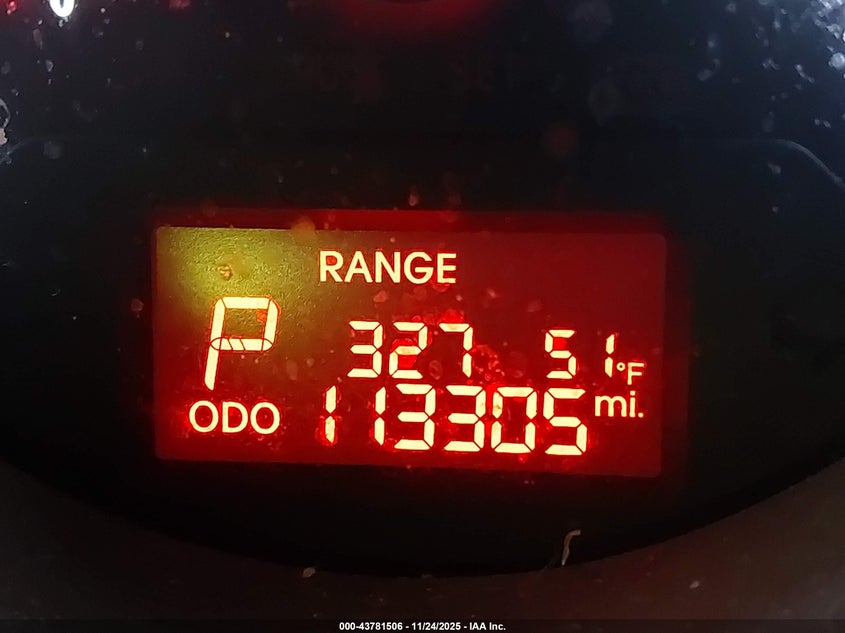 RANGE
P 327 51°F
ODO 113305 mi.
000-43781506 - 11/24/2025 - IAA Inc.